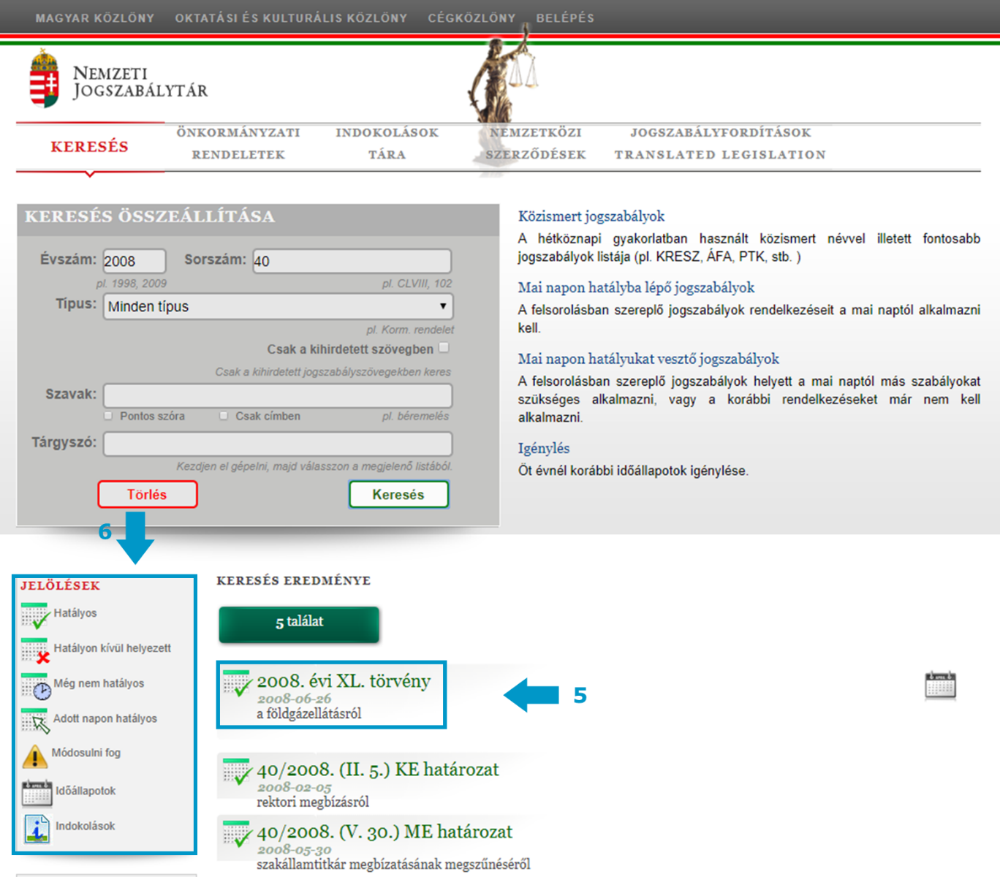 MAGYAR KÖZLÖNY OKTATÁSI ÉS KULTURÁLIS KÖZLÖNY CÉGKÖZLÖNY BELÉPÉS
NEMZETI
JOGSZABÁLYTÁR
KERESÉS
ÖNKORMÁNYZATI
RENDELETEK
INDOKOLÁSOK
TÁRA
NEMZETKÖZI
SZERZŐDÉSEK
JOGSZABÁLYFORDÍTÁSOK
TRANSLATED LEGISLATION
KERESÉS ÖSSZEÁLLÍTÁSA
Évszám: 2008 Sorszám: 40
pl. 1998, 2009 pl. CLVIII, 102
Típus: Minden típus
pl. Korm. rendelet
Csak a kihirdetett szövegben
Csak a kihirdetett jogszabályszövegekben keres
Szavak:
Pontos szóra Csak címben pl. béremelés
Tárgyszó:
Kezdjen el gépelni, majd válasszon a megjelenő listából.
Törlés Keresés
Közismert jogszabályok
A hétköznapi gyakorlatban használt közismert névvel illetett fontosabb
jogszabályok listája (pl. KRESZ, ÁFA, PTK, stb. )
Mai napon hatályba lépő jogszabályok
A felsorolásban szereplő jogszabályok rendelkezéseit a mai naptól alkalmazni
kell.
Mai napon hatályukat vesztő jogszabályok
A felsorolásban szereplő jogszabályok helyett a mai naptól más szabályokat
szükséges alkalmazni, vagy a korábbi rendelkezéseket már nem kell
alkalmazni.
Igénylés
Öt évnél korábbi időállapotok igénylése.
6
JELÖLÉSEK
Hatályos
Hatályon kívül helyezett
Még nem hatályos
Adott napon hatályos
Módosulni fog
APRIL
Időállapotok
Indokolások
KERESÉS EREDMÉNYE
5 találat
2008. évi XL. törvény
2008-06-26
a földgázellátásról
5
APRIL
40/2008. (II. 5.) KE határozat
2008-02-05
rektori megbízásról
40/2008. (V. 30.) ME határozat
2008-05-30
szakállamtitkár megbízatásának megszűnéséről